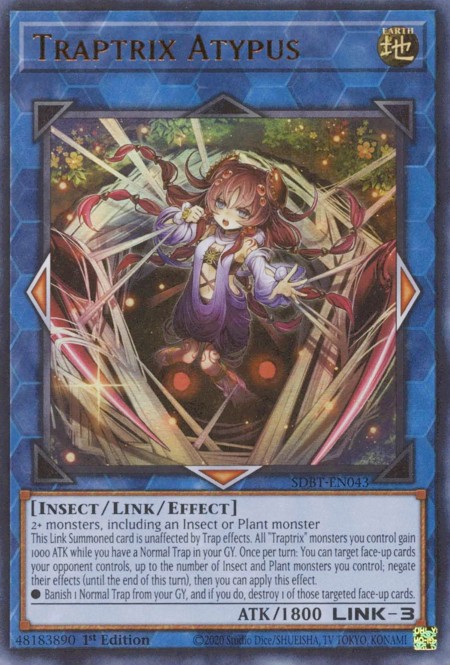 Traptrix Atypus
EARTH
地
SDBT-EN043
[Insect/Link/Effect]
2+ monsters, including an Insect or Plant monster
This Link Summoned card is unaffected by Trap effects. All "Traptrix" monsters you control gain
1000 ATK while you have a Normal Trap in your GY. Once per turn: You can target face-up cards
your opponent controls, up to the number of Insect and Plant monsters you control; negate
their effects (until the end of this turn), then you can apply this effect.
● Banish 1 Normal Trap from your GY, and if you do, destroy 1 of those targeted face-up cards.
ATK/1800 LINK-3
48183890 1st Edition ©2020 Studio Dice/SHUEISHA, TV TOKYO, KONAMI